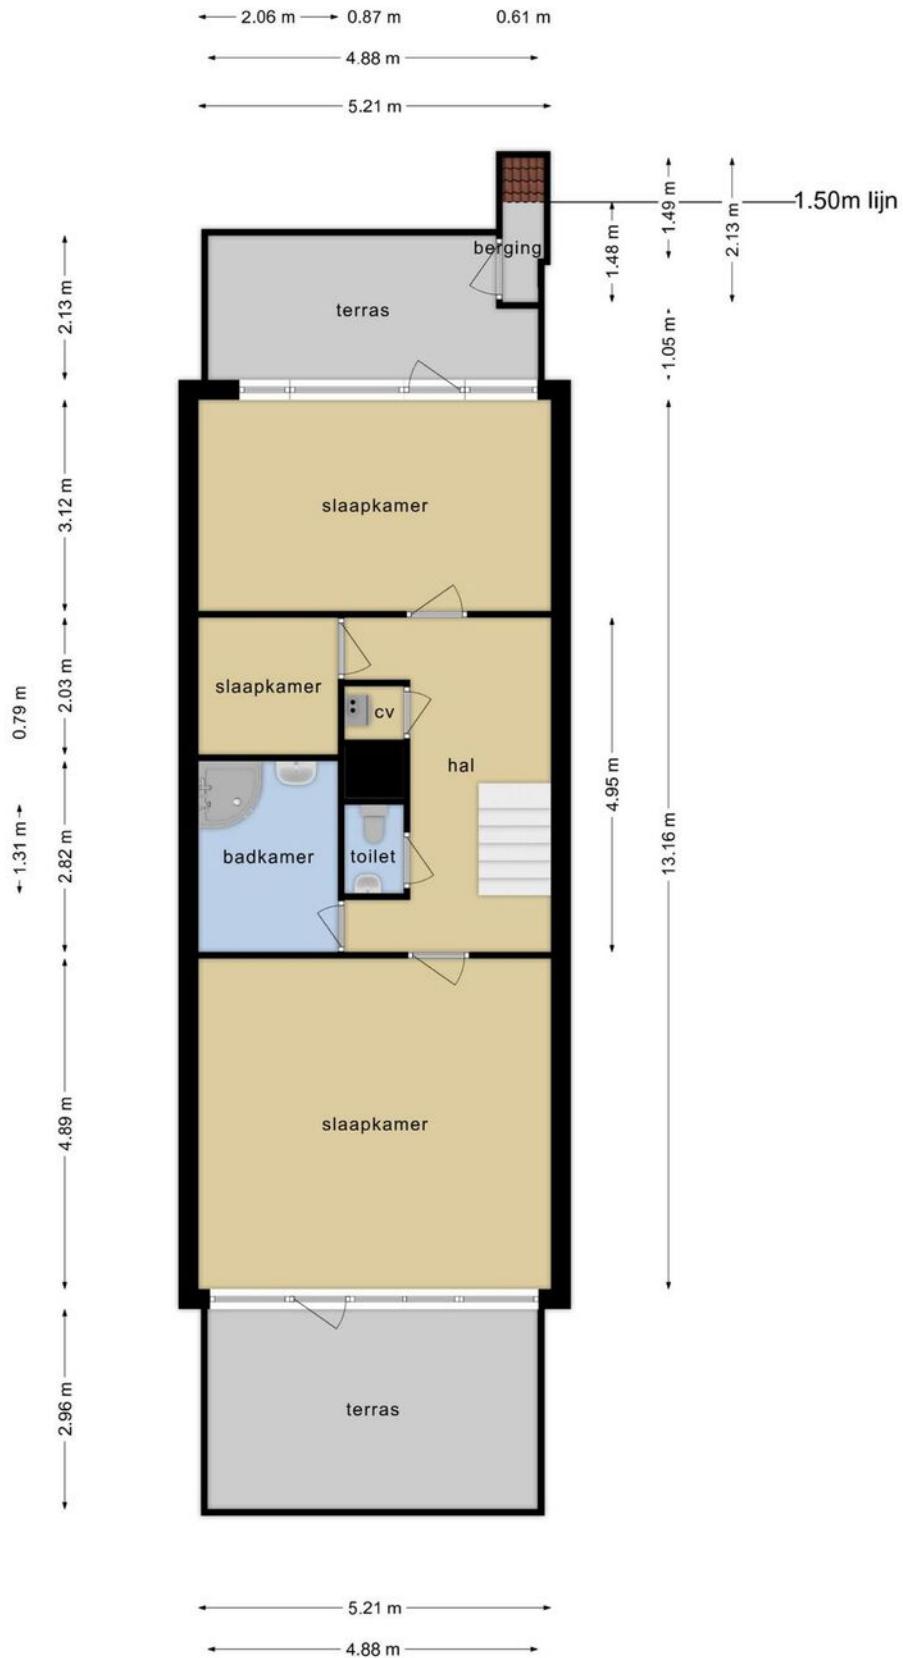 2.06 m 0.87 m 0.61 m
4.88 m
5.21 m
1.50m lijn
1.49 m
2.13 m
1.48 m
berging
2.13 m
terras
1.05 m
3.12 m
slaapkamer
2.03 m
slaapkamer
0.79 m
cv
hal
4.95 m
13.16 m
1.31 m
2.82 m
badkamer
toilet
4.89 m
slaapkamer
2.96 m
terras
5.21 m
4.88 m